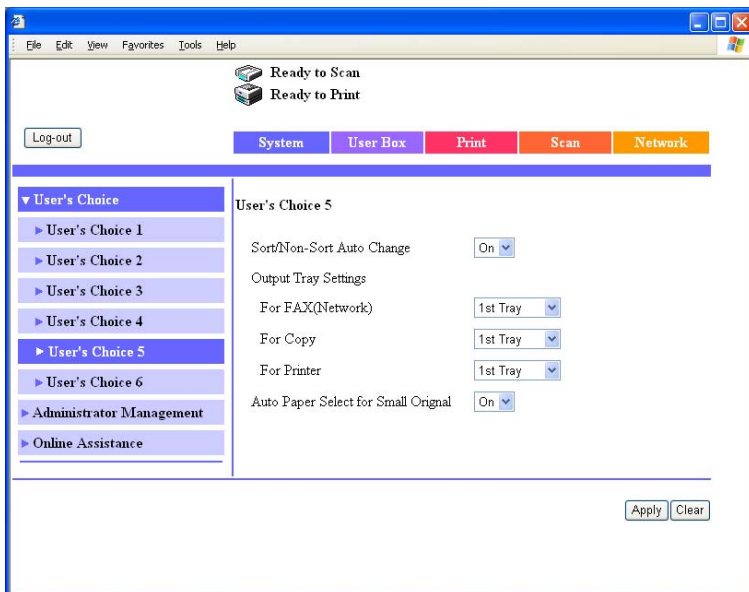 File Edit View Favorites Tools Help
Ready to Scan
Ready to Print
Log-out
System User Box Print Scan Network
User's Choice
User's Choice 1
User's Choice 2
User's Choice 3
User's Choice 4
User's Choice 5
User's Choice 6
Administrator Management
Online Assistance
User's Choice 5
Sort/Non-Sort Auto Change On
Output Tray Settings
For FAX(Network) 1st Tray
For Copy 1st Tray
For Printer 1st Tray
Auto Paper Select for Small Orignal On
Apply Clear